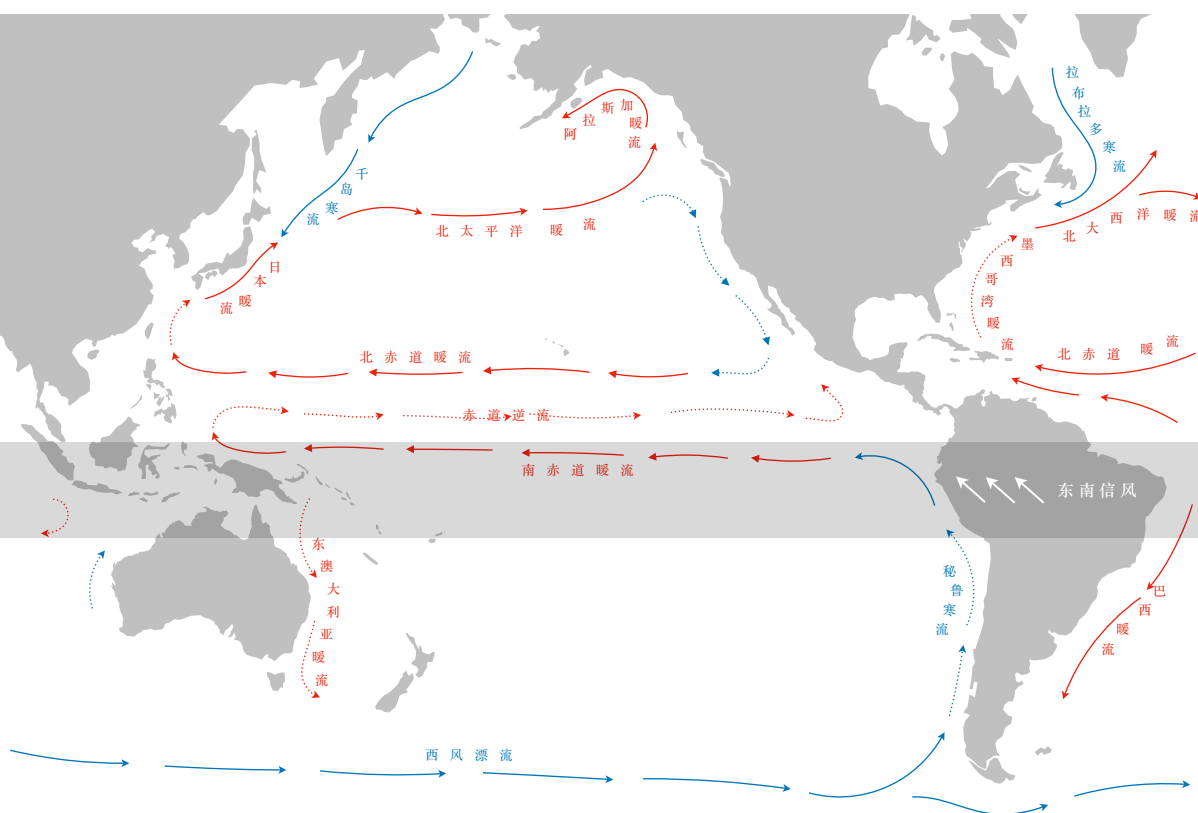 拉布拉多寒流
阿拉斯加暖流
千岛寒流
北太平洋暖流
北大西洋暖流
日本暖流
墨西哥湾暖流
北赤道暖流
北赤道暖流
赤道逆流
南赤道暖流
东南信风
东澳大利亚暖流
秘鲁寒流
巴西暖流
西风漂流